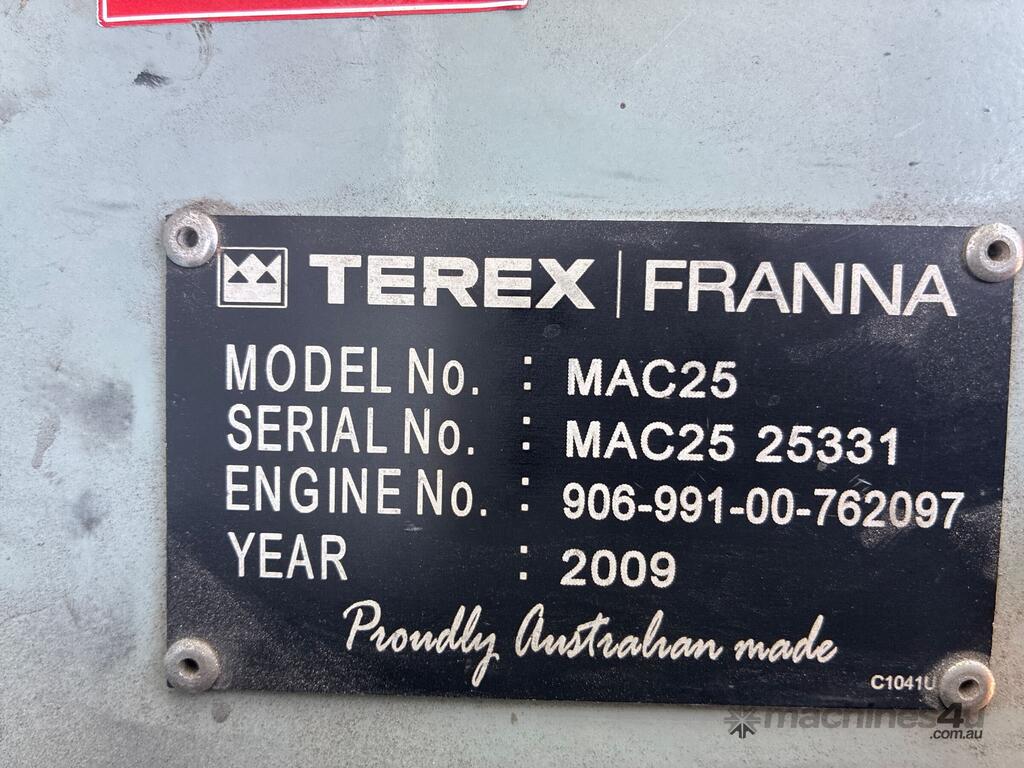 TEREX | FRANNA
MODEL No. : MAC25
SERIAL No. : MAC25 25331
ENGINE No. : 906-991-00-762097
YEAR : 2009
Proudly Australian made
C1041U
machines4u
.com.au